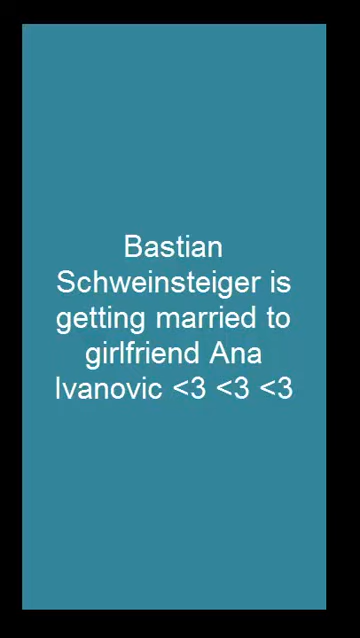 Bastian
Schweinsteiger is
getting married to
girlfriend Ana
Ivanovic <3 <3 <3